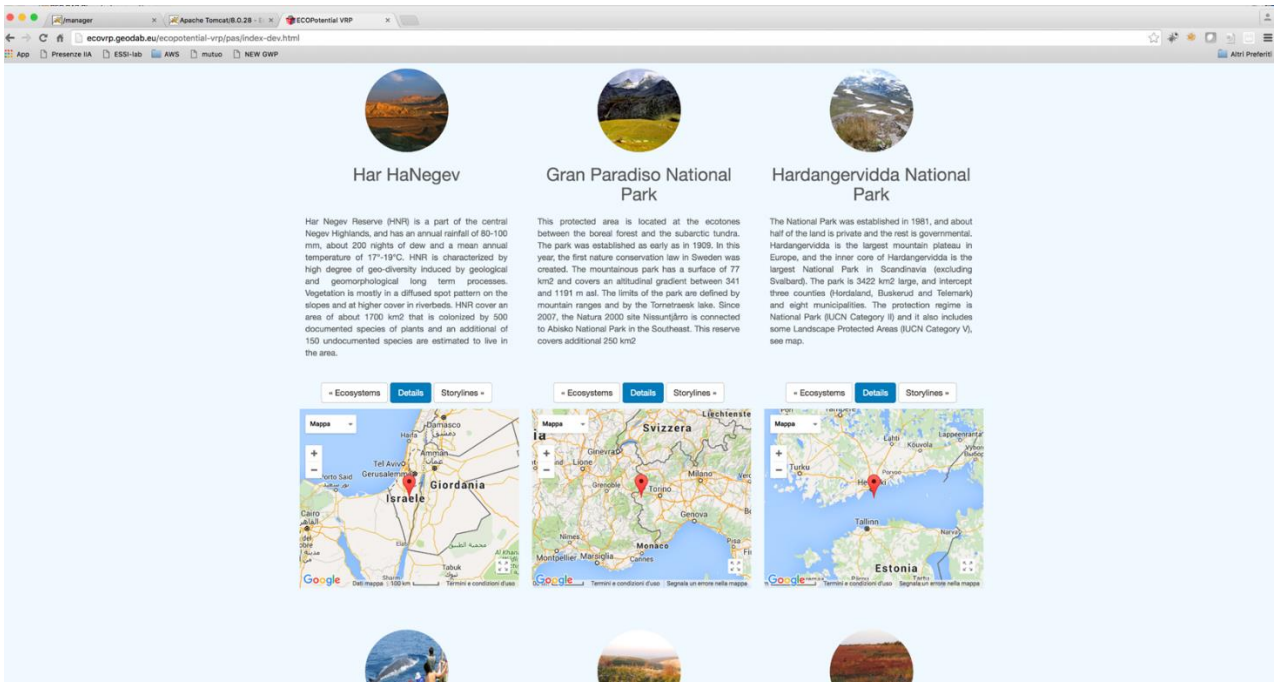 /manager
Apache Tomcat/8.0.28 - E
ECOPotential VRP
ecovrp.geodab.eu/ecopotential-vrp/pas/index-dev.html
App Presenze IIA ESSI-lab AWS mutuo NEW GWP Altri Preferiti
Har HaNegev
Har Negev Reserve (HNR) is a part of the central
Negev Highlands, and has an annual rainfall of 80-100
mm, about 200 nights of dew and a mean annual
temperature of 17°-19°C. HNR is characterized by
high degree of geo-diversity induced by geological
and geomorphological long term processes.
Vegetation is mostly in a diffused spot pattern on the
slopes and at higher cover in riverbeds. HNR cover an
area of about 1700 km2 that is colonized by 500
documented species of plants and an additional of
150 undocumented species are estimated to live in
the area.
« Ecosystems Details Storylines »
Mappa
Damasco
دمشق
Haifa
Amman
عمان
Tel Aviv
Gerusalemme
Porto Said
Giordania
Israele
Cairo
القاهرة
Eilat
محمية الطبيق
Tabuk
تبوك
Sharm
Google
Dati mappa 100 km Termini e condizioni d'uso
Gran Paradiso National
Park
This protected area is located at the ecotones
between the boreal forest and the subarctic tundra.
The park was established as early as in 1909. In this
year, the first nature conservation law in Sweden was
created. The mountainous park has a surface of 77
km2 and covers an altitudinal gradient between 341
and 1191 m asl. The limits of the park are defined by
mountain ranges and by the Tornetraesk lake. Since
2007, the Natura 2000 site Nissuntjårro is connected
to Abisko National Park in the Southeast. This reserve
covers additional 250 km2
« Ecosystems Details Storylines »
Mappa
Liechtenste
Svizzera
Ginevra
Lione
Milano
Grenoble
Torino
Genova
Nîmes
Monaco
Pisa
Montpellier
Marsiglia
Cannes
Google
Termini e condizioni d'uso Segnala un errore nella mappa
Hardangervidda National
Park
The National Park was established in 1981, and about
half of the land is private and the rest is governmental.
Hardangervidda is the largest mountain plateau in
Europe, and the inner core of Hardangervidda is the
largest National Park in Scandinavia (excluding
Svalbard). The park is 3422 km2 large, and intercept
three counties (Hordaland, Buskerud and Telemark)
and eight municipalities. The protection regime is
National Park (IUCN Category II) and it also includes
some Landscape Protected Areas (IUCN Category V),
see map.
« Ecosystems Details Storylines »
Mappa
Tampere
Lahti
Kouvola
Lappeenranta
Turku
Porvoo
Tallinn
Narva
Estonia
Pärnu
Tartu
Google
Termini e condizioni d'uso Segnala un errore nella mappa